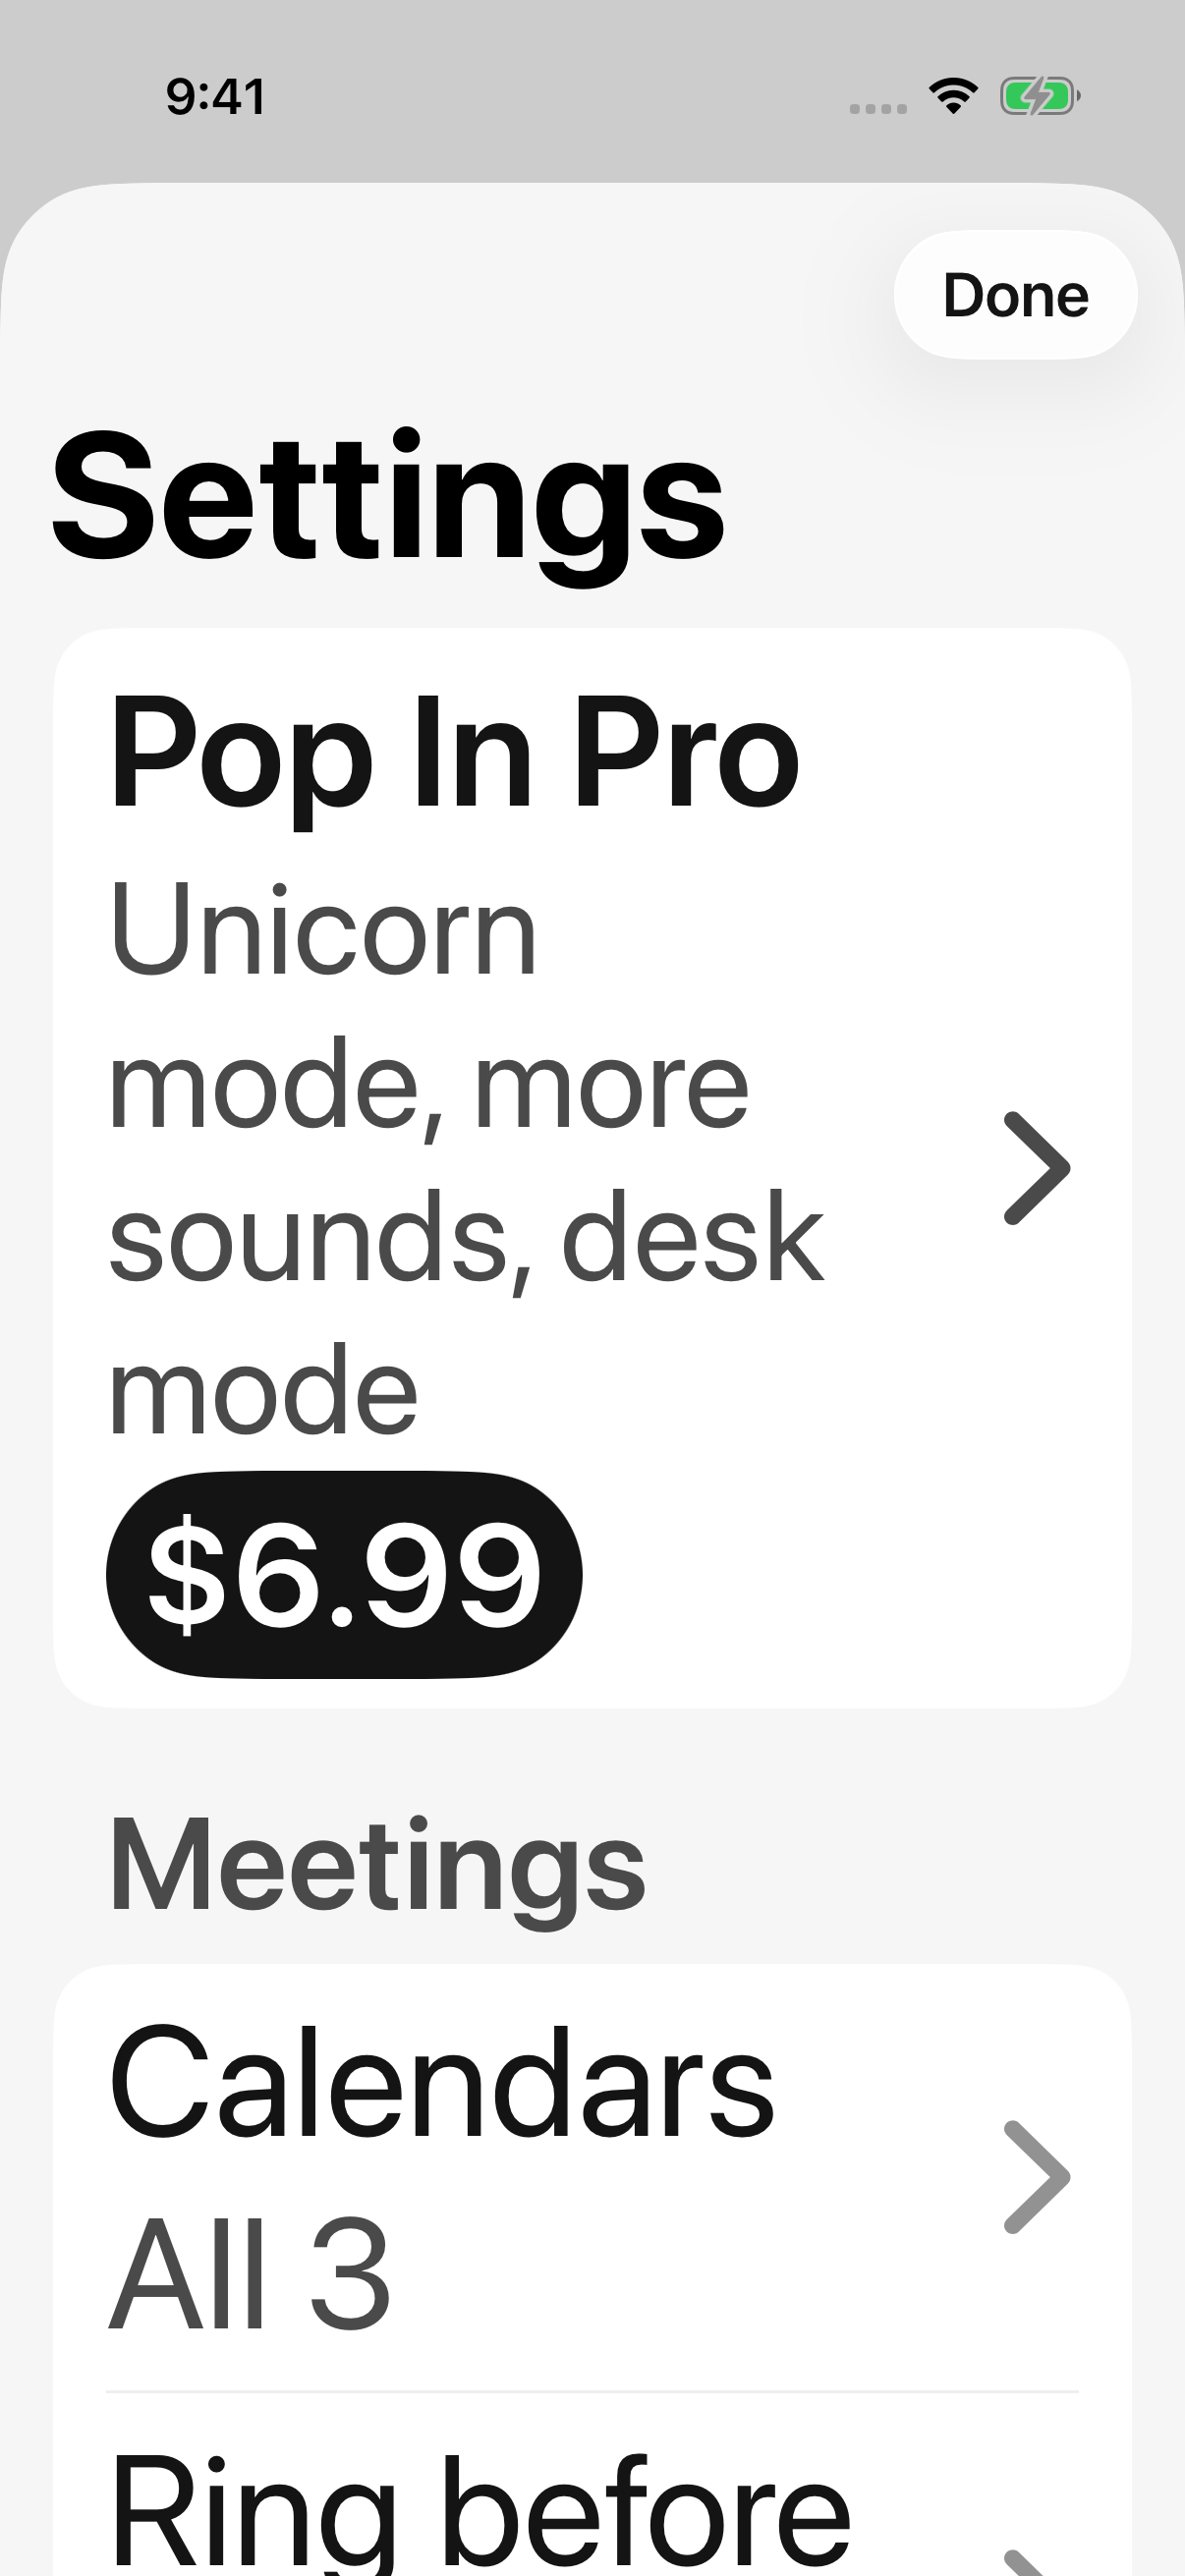 9:41
Done
Settings
Pop In Pro
Unicorn
mode, more
sounds, desk
mode
$6.99
Meetings
Calendars
All 3
Ring before